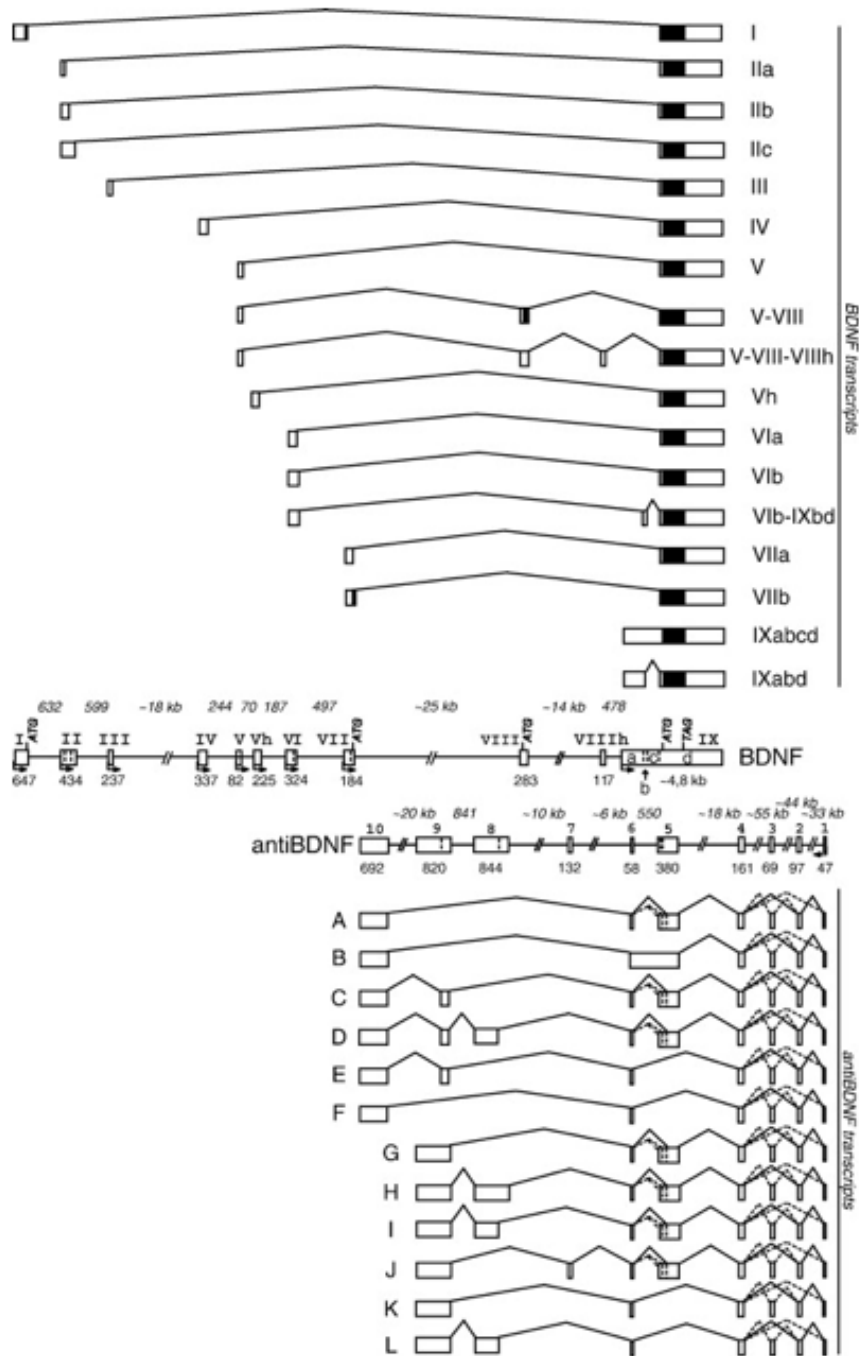 I
IIa
IIb
IIc
III
IV
V
V-VIII
V-VIII-VIIIh
Vh
VIa
VIb
VIb-IXbd
VIIa
VIIb
IXabcd
IXabd
BDNF transcripts
632 599 ~18 kb 244 70 187 497 ~25 kb ~14 kb 478
ATG ATG ATG ATG TAG
I II III IV V Vh VI VII VIII VIIIh IX
a c d BDNF
647 434 237 337 82 225 324 184 283 117 b ~4,8 kb
~20 kb 841 ~10 kb ~6 kb 550 ~18 kb ~55 kb ~44 kb ~33 kb
10 9 8 7 6 5 4 3 2 1
antiBDNF
692 820 844 132 58 380 161 69 97 47
A
B
C
D
E
F
G
H
I
J
K
L
antiBDNF transcripts